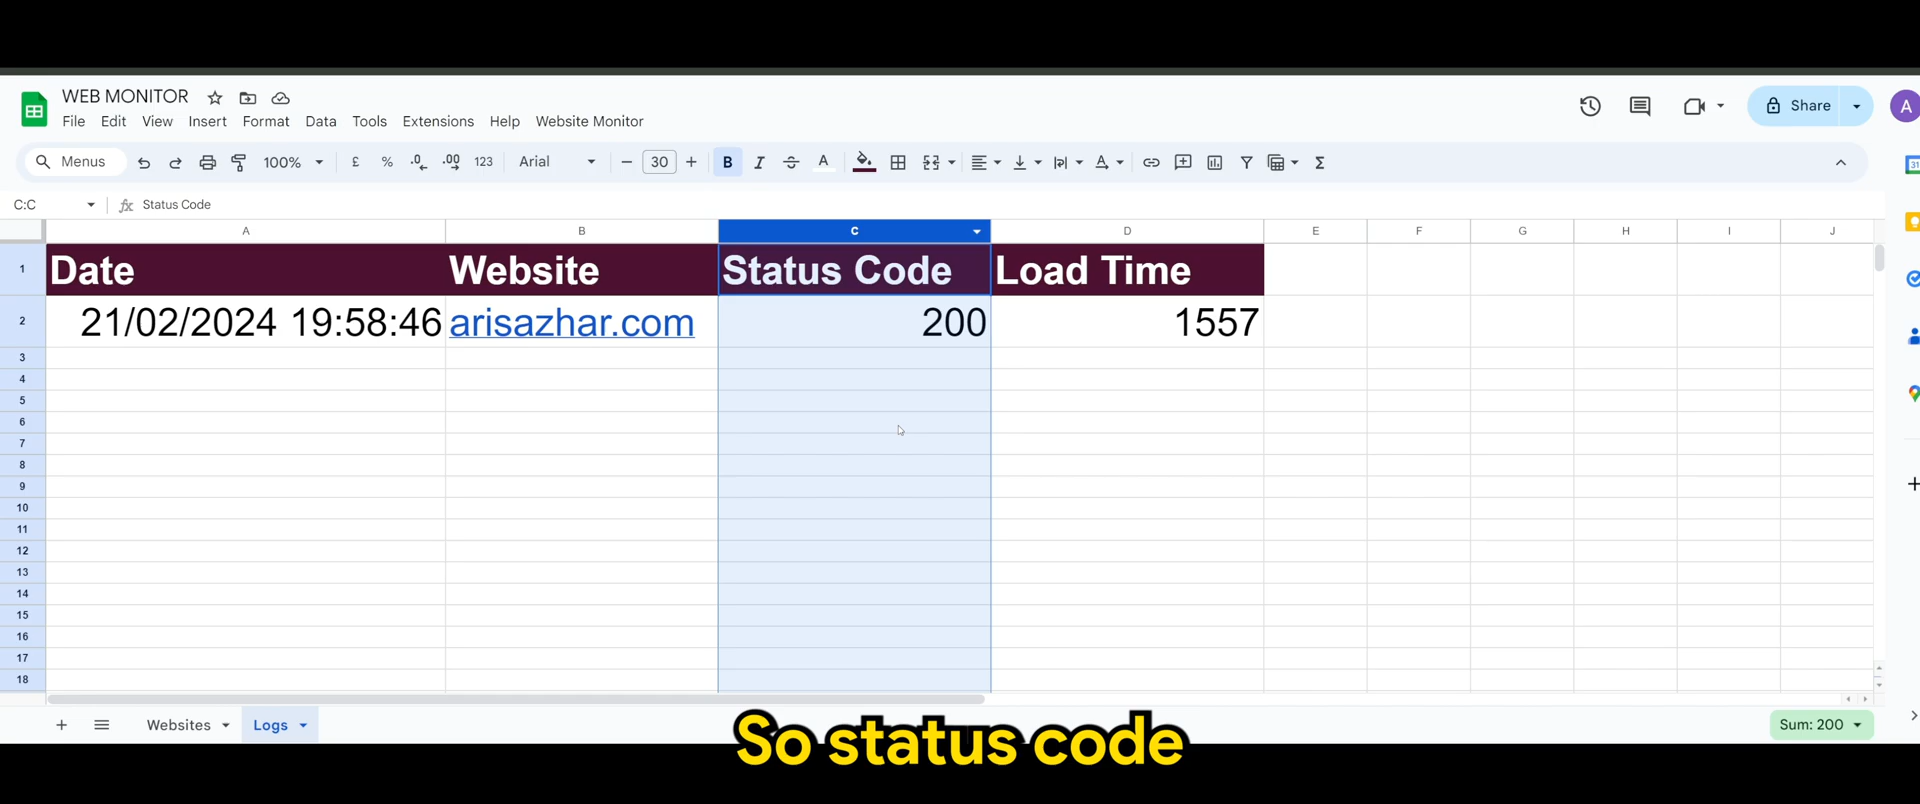 WEB MONITOR
File Edit View Insert Format Data Tools Extensions Help Website Monitor
Share
A
Menus 100% £ % .0 .00 123 Arial 30 B I A Σ
31
C:C fx Status Code
A B C D E F G H I J
1 Date Website Status Code Load Time
2 21/02/2024 19:58:46 arisazhar.com 200 1557
3
4
5
6
7
8
9
10
11
12
13
14
15
16
17
18
Websites Logs Sum: 200
So status code